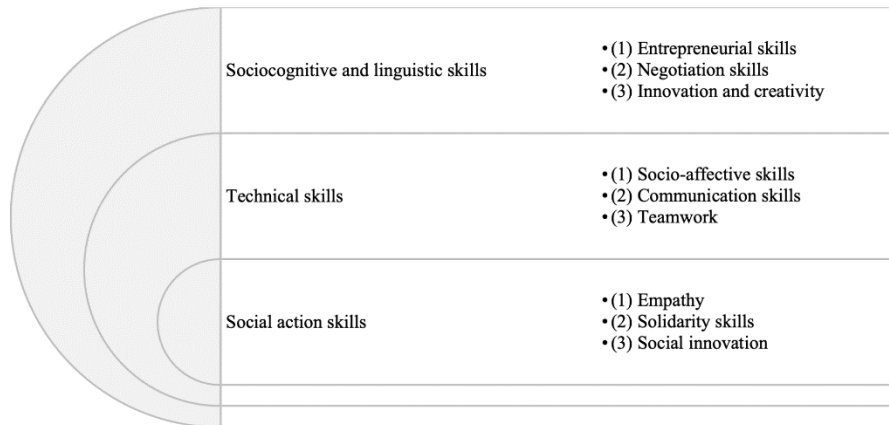 Sociocognitive and linguistic skills
• (1) Entrepreneurial skills
• (2) Negotiation skills
• (3) Innovation and creativity
Technical skills
• (1) Socio-affective skills
• (2) Communication skills
• (3) Teamwork
Social action skills
• (1) Empathy
• (2) Solidarity skills
• (3) Social innovation